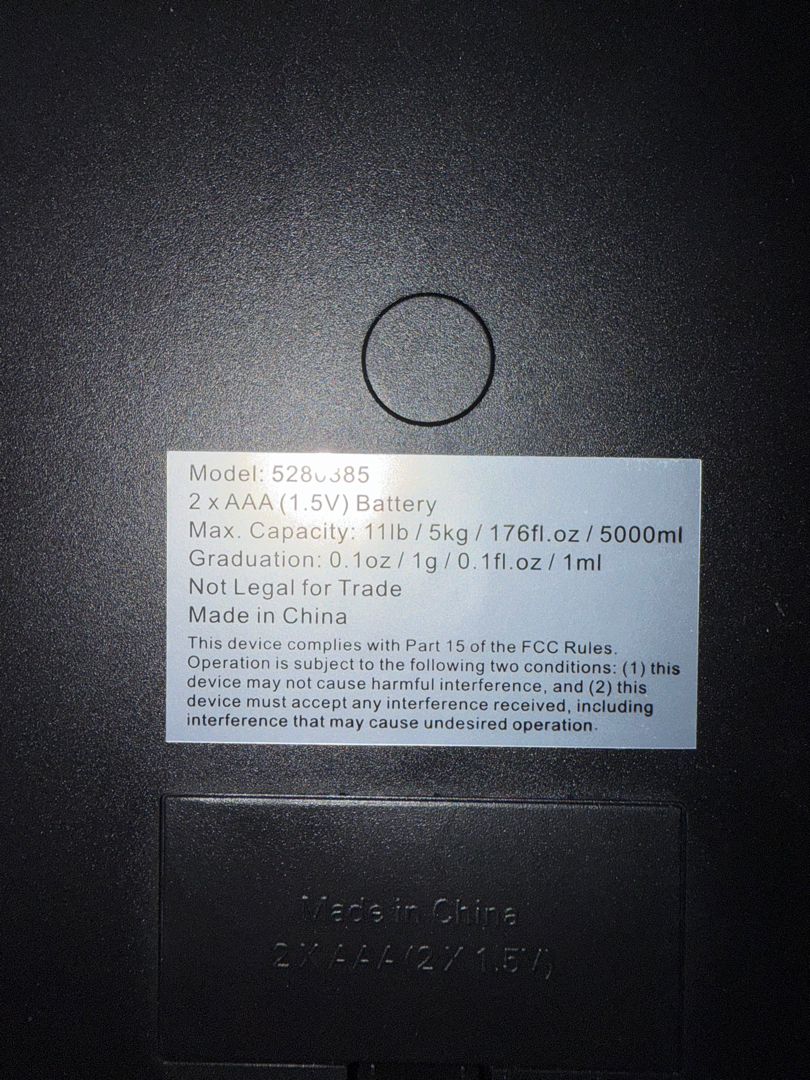 Model: 5280385
2 x AAA (1.5V) Battery
Max. Capacity: 11lb / 5kg / 176fl.oz / 5000ml
Graduation: 0.1oz / 1g / 0.1fl.oz / 1ml
Not Legal for Trade
Made in China
This device complies with Part 15 of the FCC Rules.
Operation is subject to the following two conditions: (1) this
device may not cause harmful interference, and (2) this
device must accept any interference received, including
interference that may cause undesired operation.
Made in China
2 X AAA (2 X 1.5V)